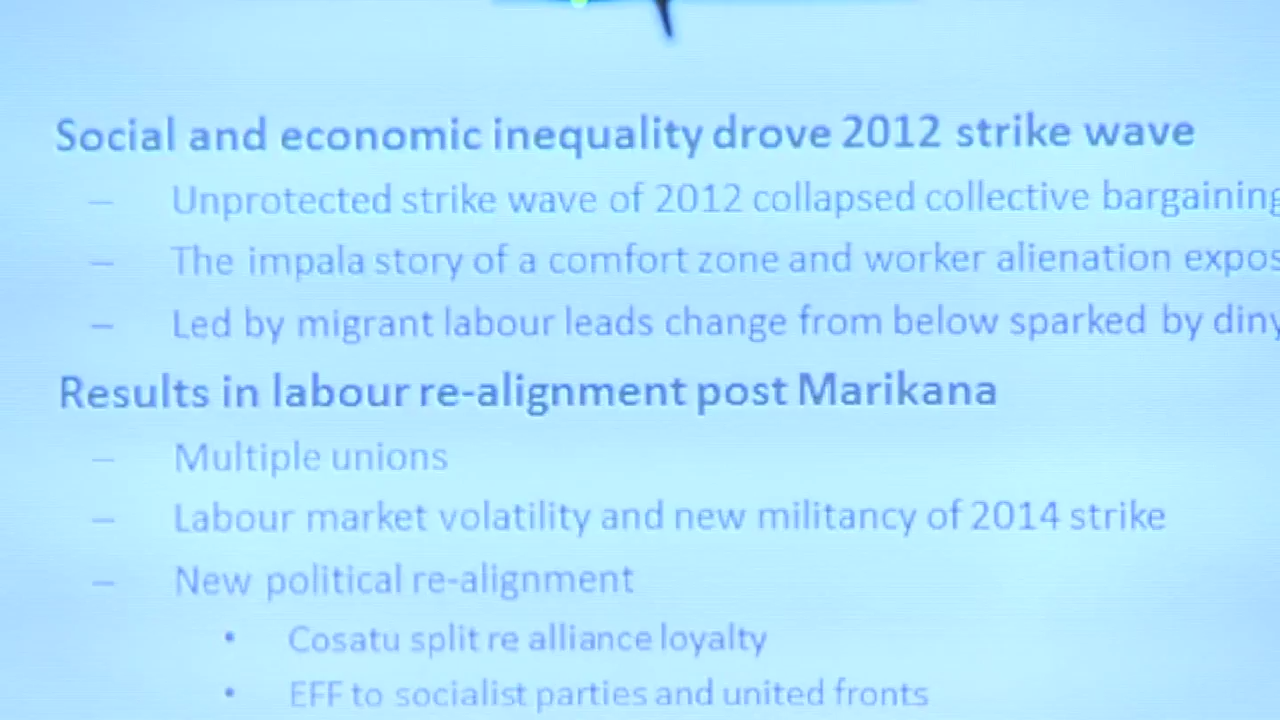 Social and economic inequality drove 2012 strike wave
– Unprotected strike wave of 2012 collapsed collective bargaining
– The impala story of a comfort zone and worker alienation expos
– Led by migrant labour leads change from below sparked by diny
Results in labour re-alignment post Marikana
– Multiple unions
– Labour market volatility and new militancy of 2014 strike
– New political re-alignment
• Cosatu split re alliance loyalty
• EFF to socialist parties and united fronts